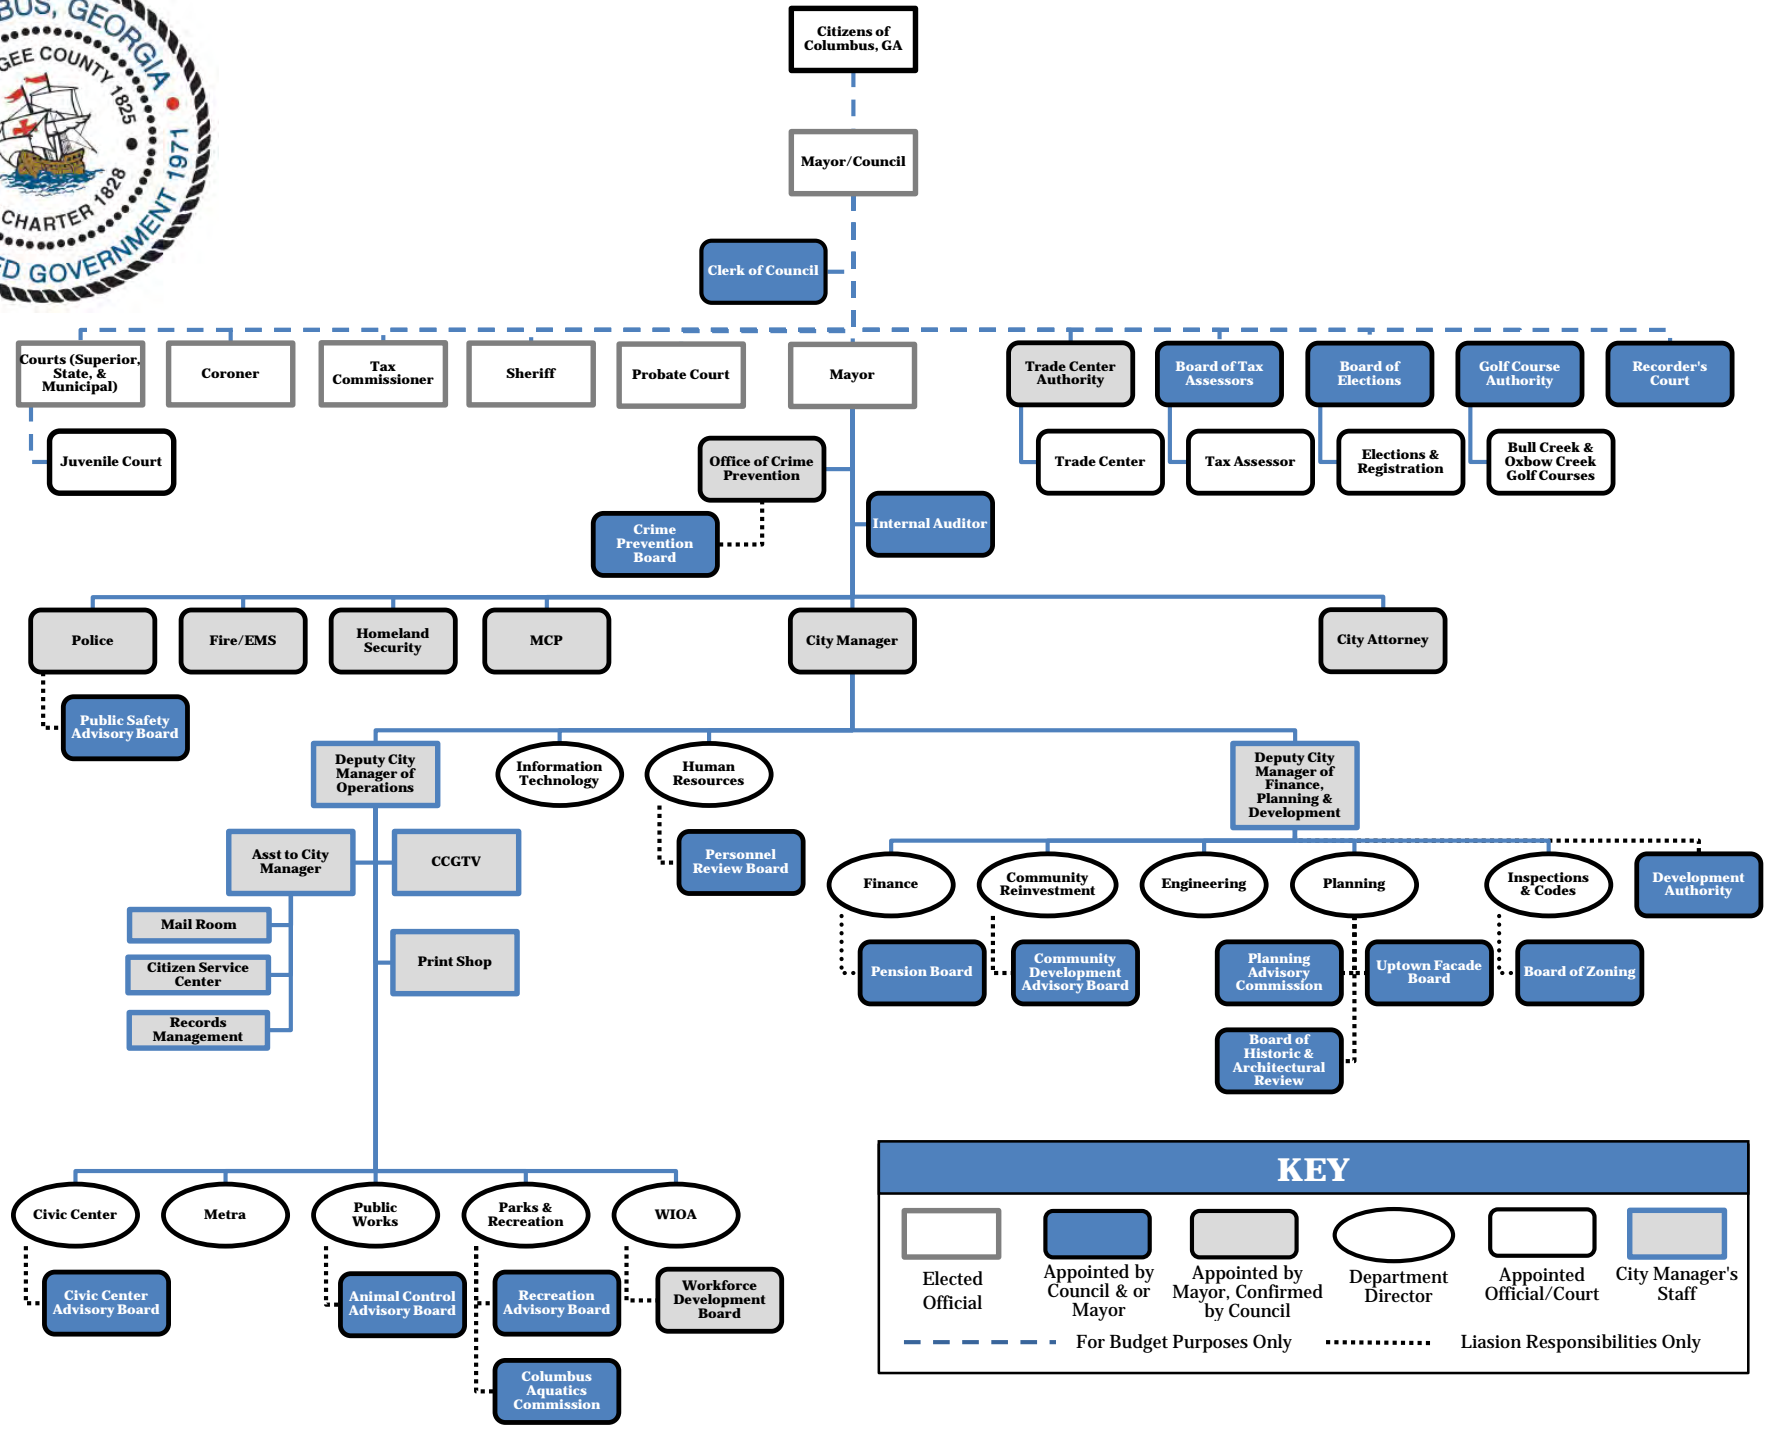 BUS, GEORGIA
GEE COUNTY 1825
CHARTER 1828
ED GOVERNMENT 1971
Citizens of
Columbus, GA
Mayor/Council
Clerk of Council
Courts (Superior,
State, &
Municipal)
Coroner
Tax
Commissioner
Sheriff
Probate Court
Mayor
Trade Center
Authority
Board of Tax
Assessors
Board of
Elections
Golf Course
Authority
Recorder's
Court
Juvenile Court
Office of Crime
Prevention
Trade Center
Tax Assessor
Elections &
Registration
Bull Creek &
Oxbow Creek
Golf Courses
Crime
Prevention
Board
Internal Auditor
Police
Fire/EMS
Homeland
Security
MCP
City Manager
City Attorney
Public Safety
Advisory Board
Deputy City
Manager of
Operations
Information
Technology
Human
Resources
Deputy City
Manager of
Finance,
Planning &
Development
Asst to City
Manager
CCGTV
Personnel
Review Board
Finance
Community
Reinvestment
Engineering
Planning
Inspections
& Codes
Development
Authority
Mail Room
Citizen Service
Center
Records
Management
Print Shop
Pension Board
Community
Development
Advisory Board
Planning
Advisory
Commission
Uptown Facade
Board
Board of Zoning
Board of
Historic &
Architectural
Review
Civic Center
Metra
Public
Works
Parks &
Recreation
WIOA
Civic Center
Advisory Board
Animal Control
Advisory Board
Recreation
Advisory Board
Workforce
Development
Board
Columbus
Aquatics
Commission
KEY
Elected
Official
Appointed by
Council & or
Mayor
Appointed by
Mayor, Confirmed
by Council
Department
Director
Appointed
Official/Court
City Manager's
Staff
For Budget Purposes Only
Liasion Responsibilities Only